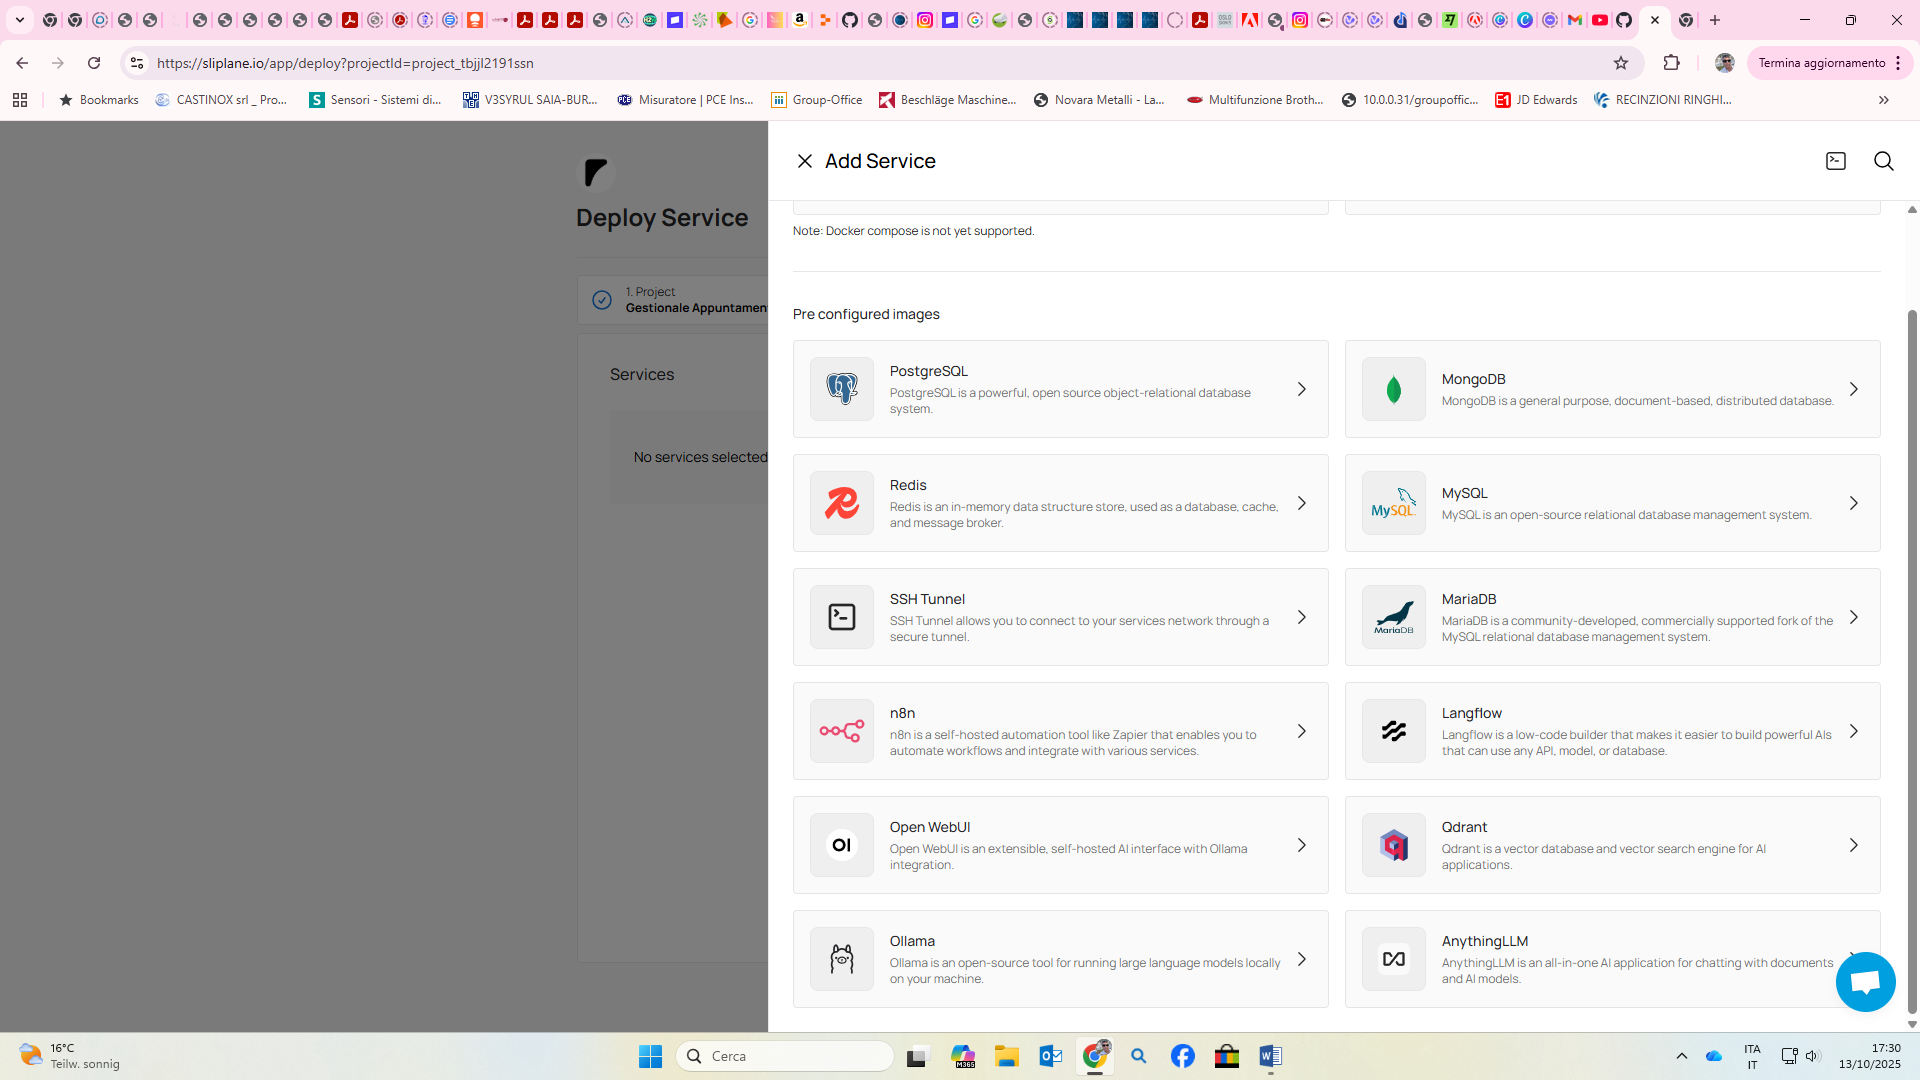 https://sliplane.io/app/deploy?projectId=project_tbjjl2191ssn
Termina aggiornamento
Bookmarks
CASTINOX srl _ Pro...
Sensori - Sistemi di...
V3SYRUL SAIA-BUR...
Misuratore | PCE Ins...
Group-Office
Beschläge Maschine...
Novara Metalli - La...
Multifunzione Broth...
10.0.0.31/groupoffic...
JD Edwards
RECINZIONI RINGHI...
Deploy Service
1. Project
Gestionale Appuntament
Services
No services selected
Add Service
Note: Docker compose is not yet supported.
Pre configured images
PostgreSQL
PostgreSQL is a powerful, open source object-relational database
system.
MongoDB
MongoDB is a general purpose, document-based, distributed database.
Redis
Redis is an in-memory data structure store, used as a database, cache,
and message broker.
MySQL
MySQL
MySQL is an open-source relational database management system.
SSH Tunnel
SSH Tunnel allows you to connect to your services network through a
secure tunnel.
MariaDB
MariaDB
MariaDB is a community-developed, commercially supported fork of the
MySQL relational database management system.
n8n
n8n is a self-hosted automation tool like Zapier that enables you to
automate workflows and integrate with various services.
Langflow
Langflow is a low-code builder that makes it easier to build powerful AIs
that can use any API, model, or database.
OI
Open WebUI
Open WebUI is an extensible, self-hosted AI interface with Ollama
integration.
Qdrant
Qdrant is a vector database and vector search engine for AI
applications.
Ollama
Ollama is an open-source tool for running large language models locally
on your machine.
AnythingLLM
AnythingLLM is an all-in-one AI application for chatting with documents
and AI models.
16°C
Teilw. sonnig
Cerca
ITA
IT
17:30
13/10/2025